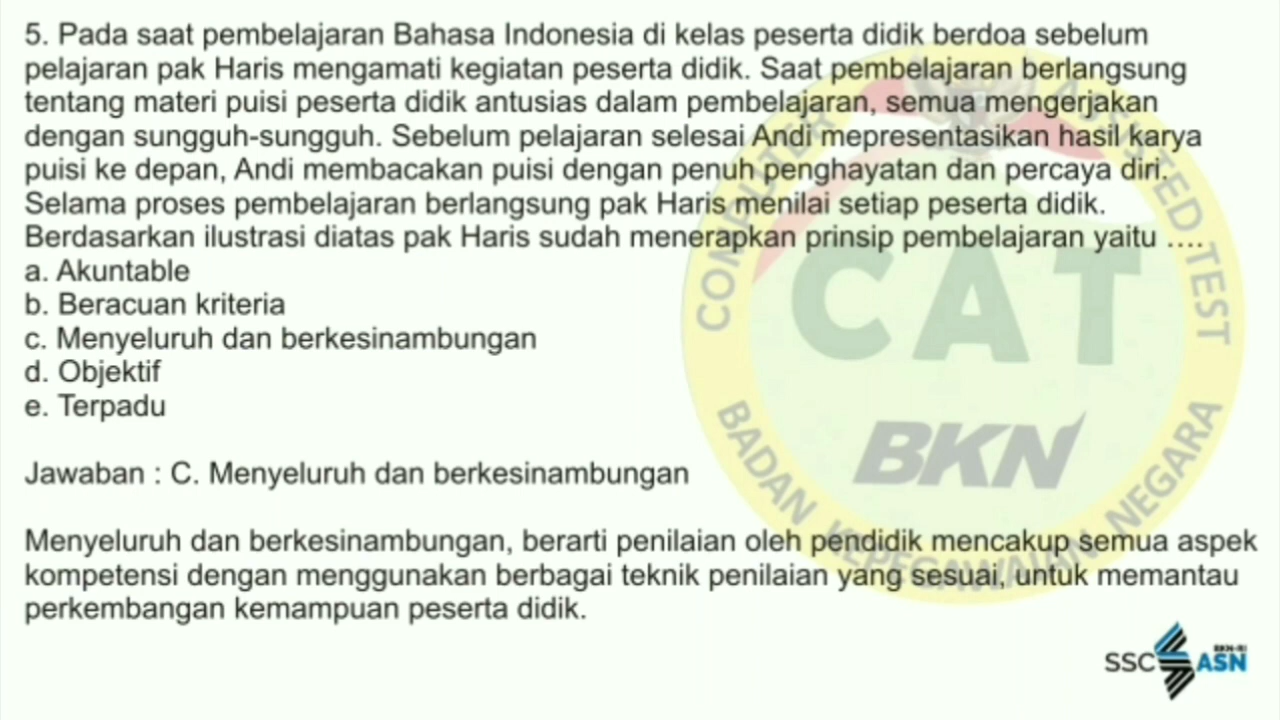 5. Pada saat pembelajaran Bahasa Indonesia di kelas peserta didik berdoa sebelum
pelajaran pak Haris mengamati kegiatan peserta didik. Saat pembelajaran berlangsung
tentang materi puisi peserta didik antusias dalam pembelajaran, semua mengerjakan
dengan sungguh-sungguh. Sebelum pelajaran selesai Andi mepresentasikan hasil karya
puisi ke depan, Andi membacakan puisi dengan penuh penghayatan dan percaya diri.
Selama proses pembelajaran berlangsung pak Haris menilai setiap peserta didik.
Berdasarkan ilustrasi diatas pak Haris sudah menerapkan prinsip pembelajaran yaitu ....
a. Akuntable
b. Beracuan kriteria
c. Menyeluruh dan berkesinambungan
d. Objektif
e. Terpadu
Jawaban : C. Menyeluruh dan berkesinambungan
Menyeluruh dan berkesinambungan, berarti penilaian oleh pendidik mencakup semua aspek
kompetensi dengan menggunakan berbagai teknik penilaian yang sesuai, untuk memantau
perkembangan kemampuan peserta didik.
COMPUTER ASSISTED TEST
CAT
BKN
BADAN KEPEGAWAIAN NEGARA
BKN-RI
SSC ASN